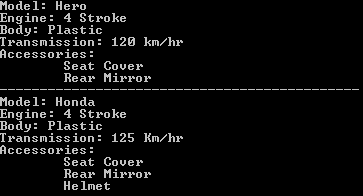 Model: Hero
Engine: 4 Stroke
Body: Plastic
Transmission: 120 km/hr
Accessories:
Seat Cover
Rear Mirror
---------------------------------------------
Model: Honda
Engine: 4 Stroke
Body: Plastic
Transmission: 125 Km/hr
Accessories:
Seat Cover
Rear Mirror
Helmet